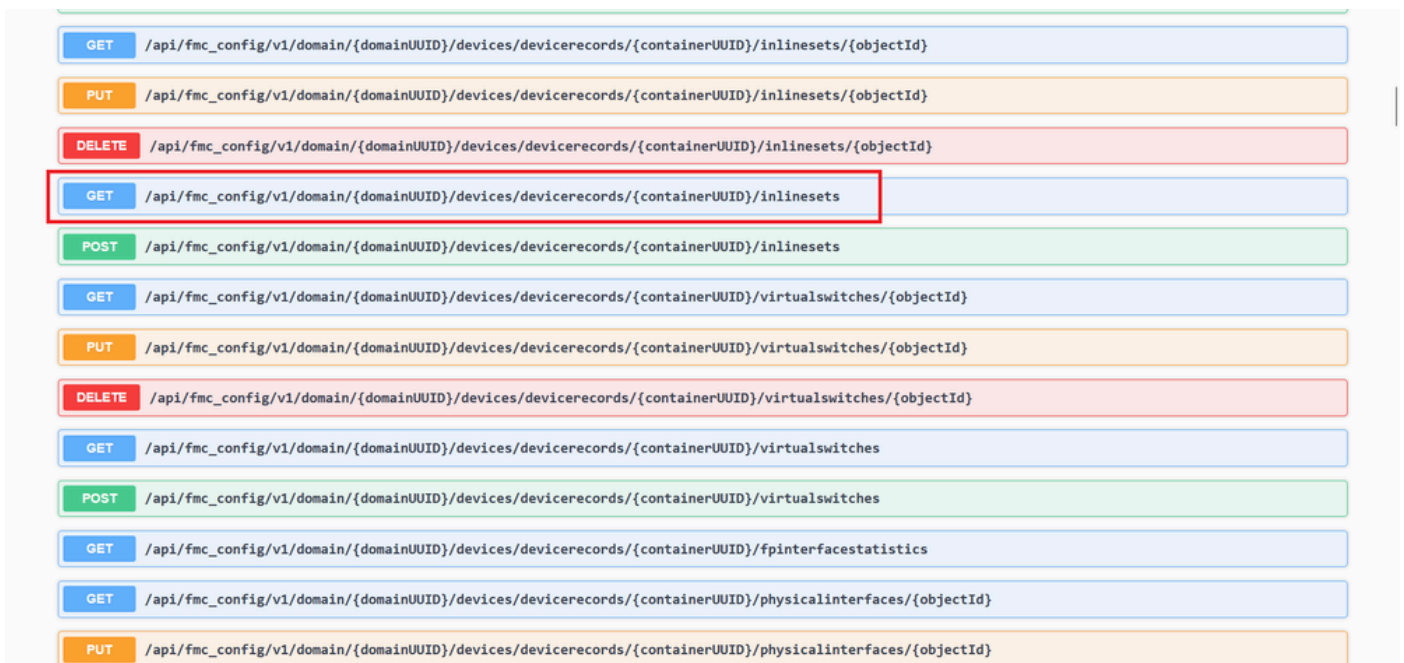 GET /api/fmc_config/v1/domain/{domainUUID}/devices/devicerecords/{containerUUID}/inlinesets/{objectId}
PUT /api/fmc_config/v1/domain/{domainUUID}/devices/devicerecords/{containerUUID}/inlinesets/{objectId}
DELETE /api/fmc_config/v1/domain/{domainUUID}/devices/devicerecords/{containerUUID}/inlinesets/{objectId}
GET /api/fmc_config/v1/domain/{domainUUID}/devices/devicerecords/{containerUUID}/inlinesets
POST /api/fmc_config/v1/domain/{domainUUID}/devices/devicerecords/{containerUUID}/inlinesets
GET /api/fmc_config/v1/domain/{domainUUID}/devices/devicerecords/{containerUUID}/virtualswitches/{objectId}
PUT /api/fmc_config/v1/domain/{domainUUID}/devices/devicerecords/{containerUUID}/virtualswitches/{objectId}
DELETE /api/fmc_config/v1/domain/{domainUUID}/devices/devicerecords/{containerUUID}/virtualswitches/{objectId}
GET /api/fmc_config/v1/domain/{domainUUID}/devices/devicerecords/{containerUUID}/virtualswitches
POST /api/fmc_config/v1/domain/{domainUUID}/devices/devicerecords/{containerUUID}/virtualswitches
GET /api/fmc_config/v1/domain/{domainUUID}/devices/devicerecords/{containerUUID}/fpinterfacestatistics
GET /api/fmc_config/v1/domain/{domainUUID}/devices/devicerecords/{containerUUID}/physicalinterfaces/{objectId}
PUT /api/fmc_config/v1/domain/{domainUUID}/devices/devicerecords/{containerUUID}/physicalinterfaces/{objectId}